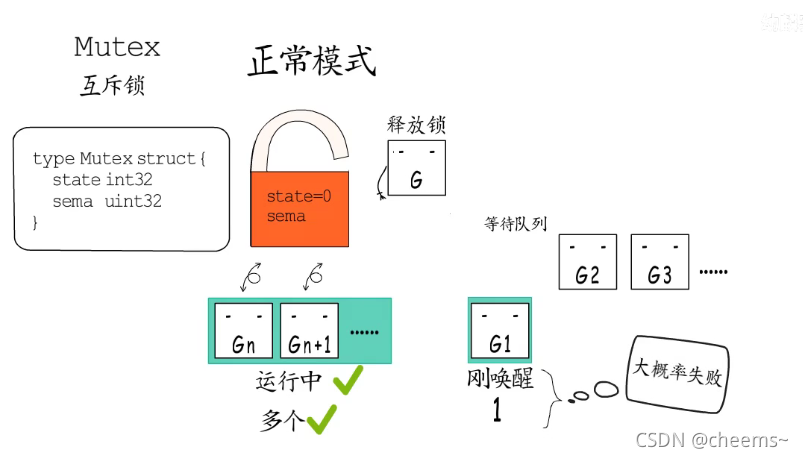 Mutex
互斥锁
正常模式
type Mutex struct{
state int32
sema uint32
}
state=0
sema
释放锁
G
等待队列
G2 G3 ......
Gn Gn+1 ......
G1
运行中
多个
刚唤醒
1
大概率失败
CSDN @cheems~